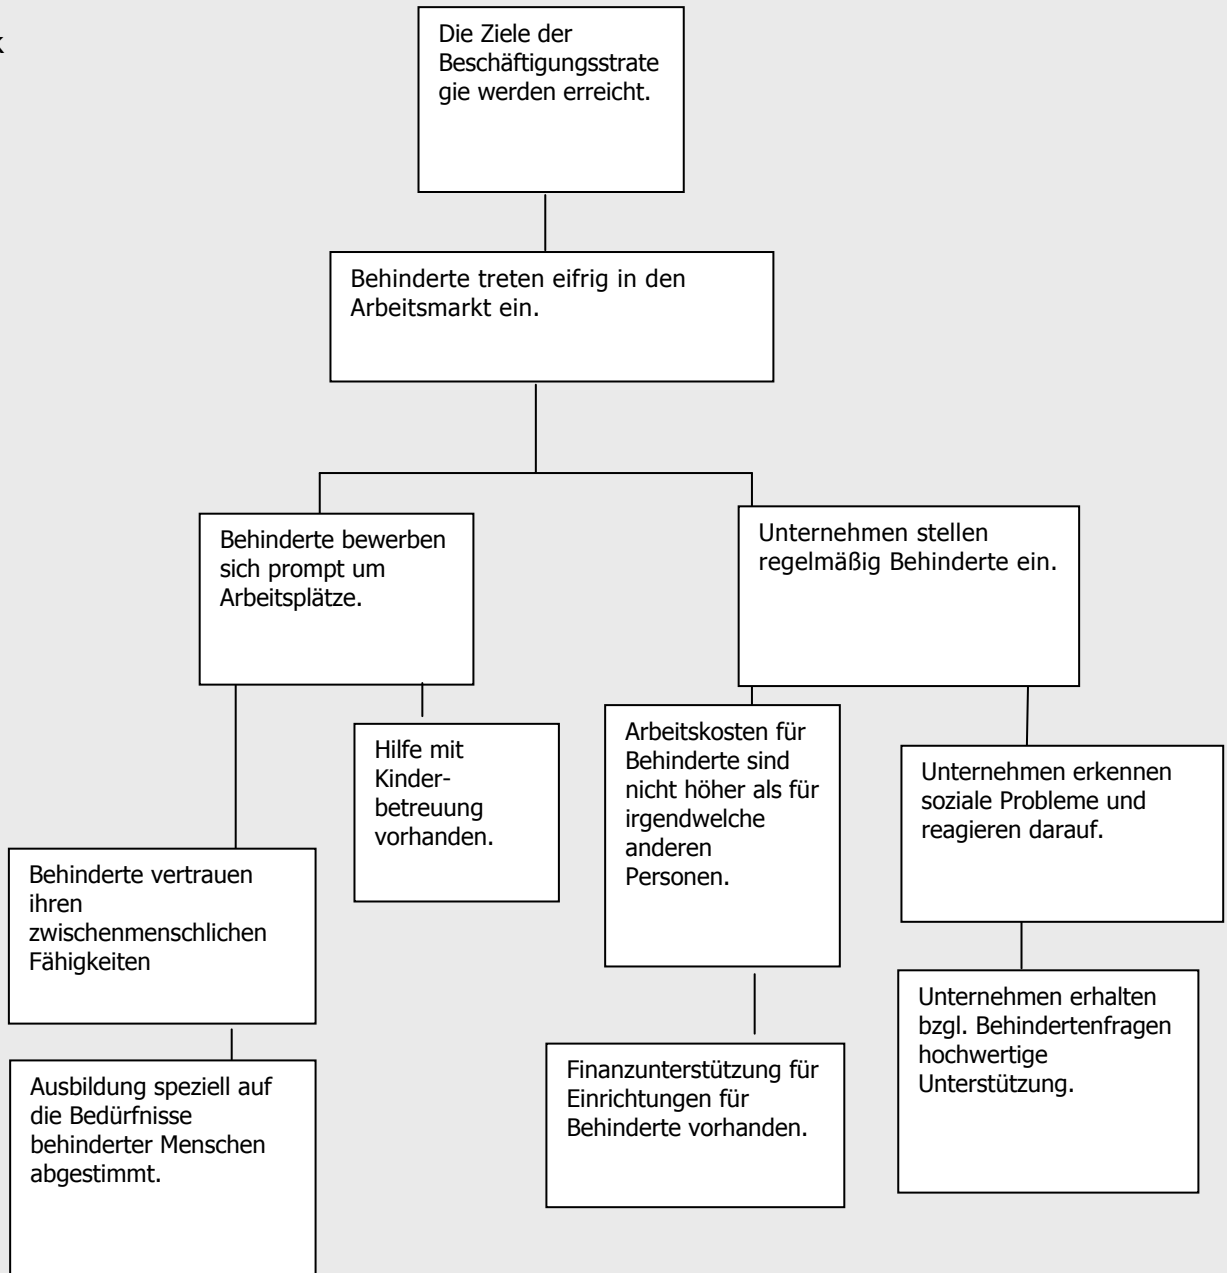 k
Die Ziele der
Beschäftigungsstrate
gie werden erreicht.
Behinderte treten eifrig in den
Arbeitsmarkt ein.
Behinderte bewerben
sich prompt um
Arbeitsplätze.
Unternehmen stellen
regelmäßig Behinderte ein.
Hilfe mit
Kinder-
betreuung
vorhanden.
Arbeitskosten für
Behinderte sind
nicht höher als für
irgendwelche
anderen
Personen.
Unternehmen erkennen
soziale Probleme und
reagieren darauf.
Behinderte vertrauen
ihren
zwischenmenschlichen
Fähigkeiten
Unternehmen erhalten
bzgl. Behindertenfragen
hochwertige
Unterstützung.
Ausbildung speziell auf
die Bedürfnisse
behinderter Menschen
abgestimmt.
Finanzunterstützung für
Einrichtungen für
Behinderte vorhanden.